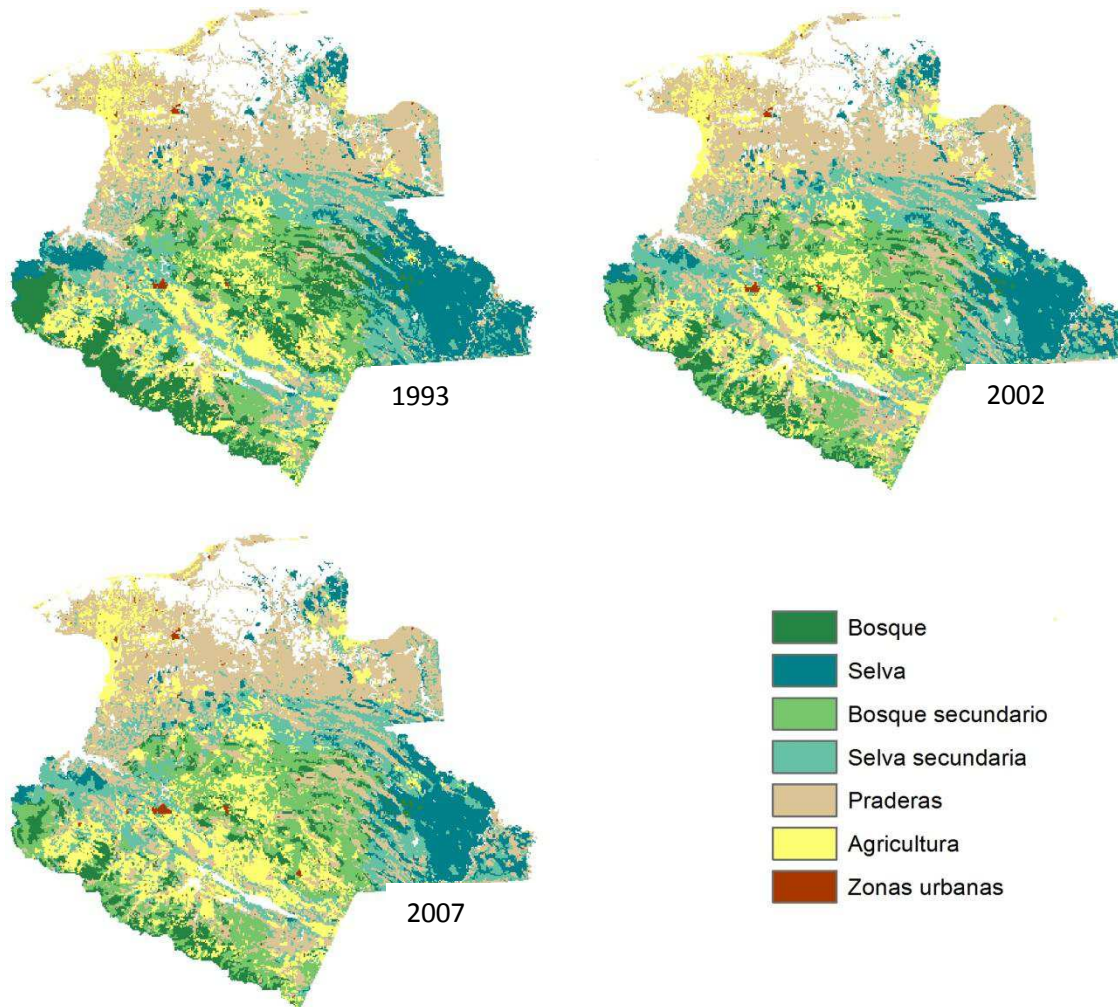 1993
2002
2007
Bosque
Selva
Bosque secundario
Selva secundaria
Praderas
Agricultura
Zonas urbanas